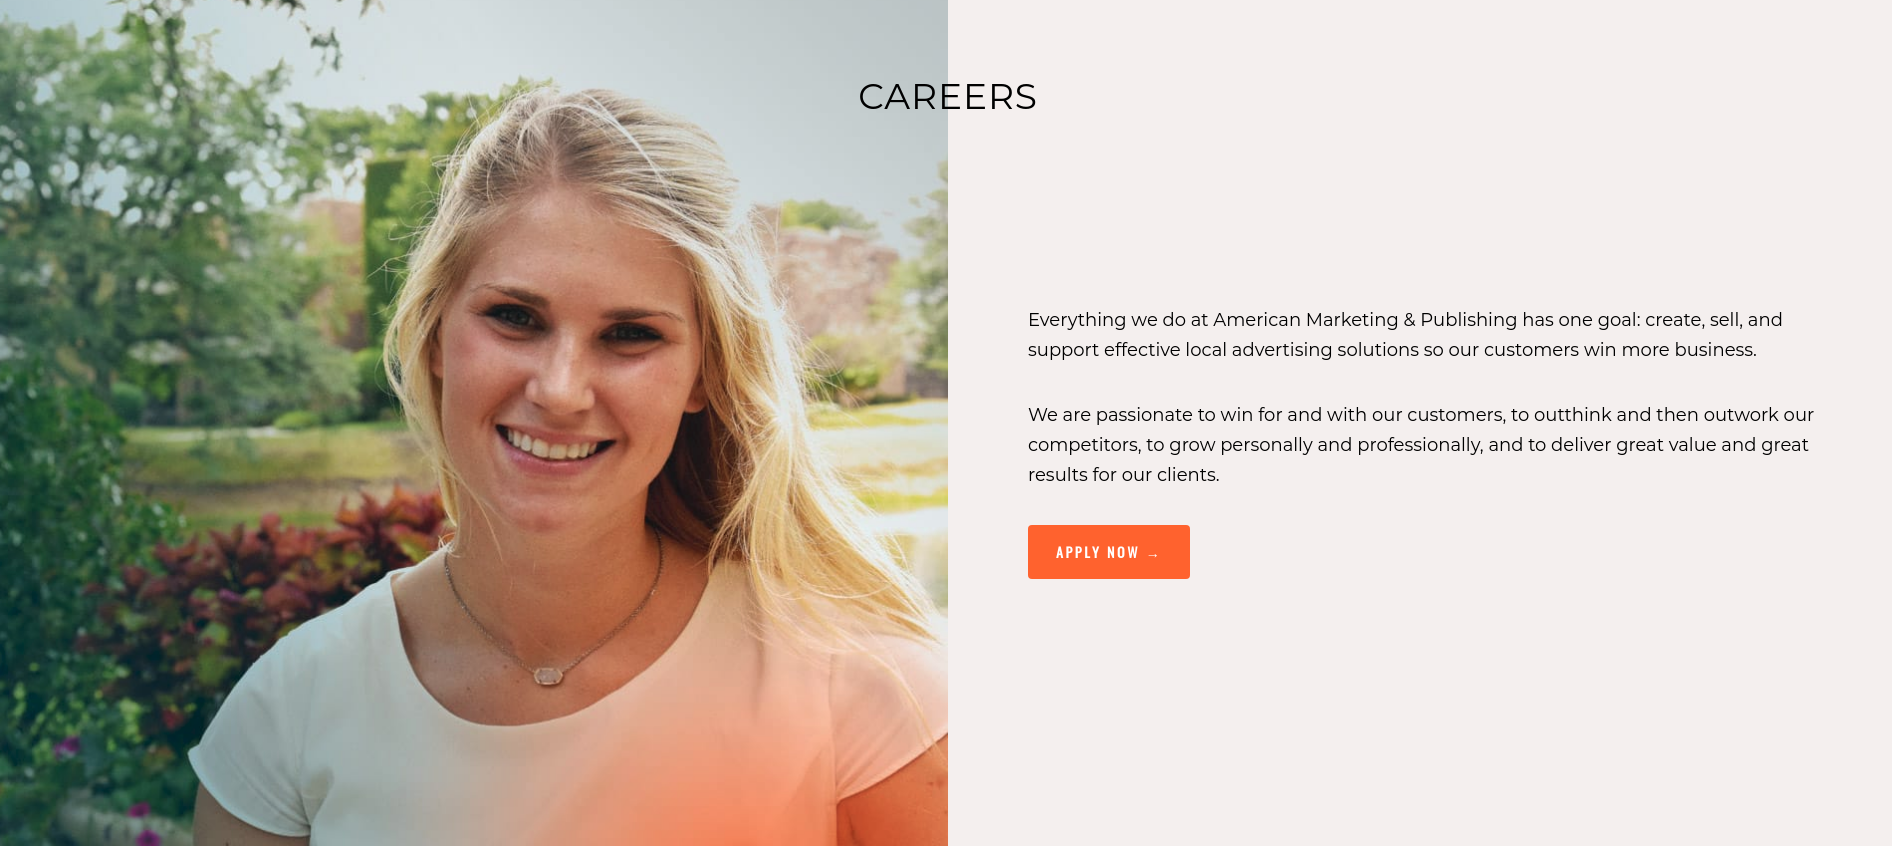 CAREERS
Everything we do at American Marketing & Publishing has one goal: create, sell, and
support effective local advertising solutions so our customers win more business.
We are passionate to win for and with our customers, to outthink and then outwork our
competitors, to grow personally and professionally, and to deliver great value and great
results for our clients.
APPLY NOW →